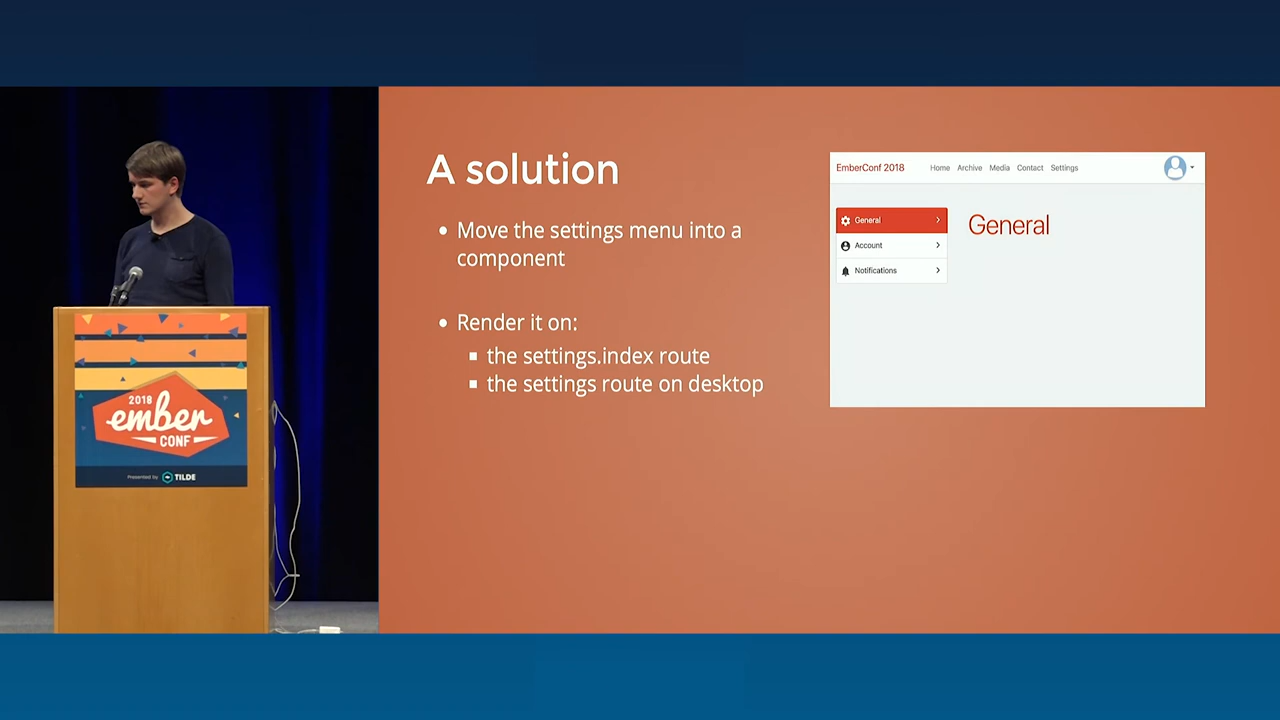 A solution
• Move the settings menu into a
component
• Render it on:
▪ the settings.index route
▪ the settings route on desktop
EmberConf 2018
Home Archive Media Contact Settings
General
Account
Notifications
General
2018
ember
CONF
Presented by TILDE